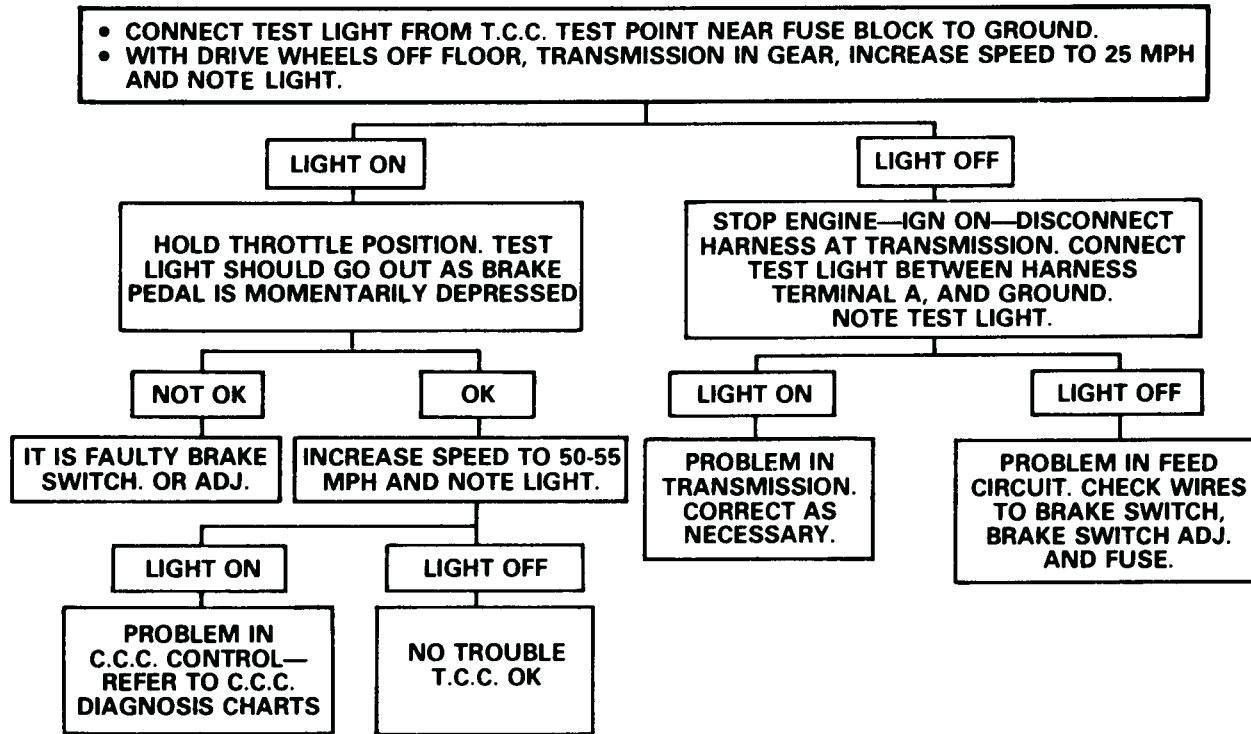 • CONNECT TEST LIGHT FROM T.C.C. TEST POINT NEAR FUSE BLOCK TO GROUND.
• WITH DRIVE WHEELS OFF FLOOR, TRANSMISSION IN GEAR, INCREASE SPEED TO 25 MPH
AND NOTE LIGHT.
LIGHT ON
LIGHT OFF
HOLD THROTTLE POSITION. TEST
LIGHT SHOULD GO OUT AS BRAKE
PEDAL IS MOMENTARILY DEPRESSED
STOP ENGINE—IGN ON—DISCONNECT
HARNESS AT TRANSMISSION. CONNECT
TEST LIGHT BETWEEN HARNESS
TERMINAL A, AND GROUND.
NOTE TEST LIGHT.
NOT OK
OK
LIGHT ON
LIGHT OFF
IT IS FAULTY BRAKE
SWITCH. OR ADJ.
INCREASE SPEED TO 50-55
MPH AND NOTE LIGHT.
PROBLEM IN
TRANSMISSION.
CORRECT AS
NECESSARY.
PROBLEM IN FEED
CIRCUIT. CHECK WIRES
TO BRAKE SWITCH,
BRAKE SWITCH ADJ.
AND FUSE.
LIGHT ON
LIGHT OFF
PROBLEM IN
C.C.C. CONTROL—
REFER TO C.C.C.
DIAGNOSIS CHARTS
NO TROUBLE
T.C.C. OK